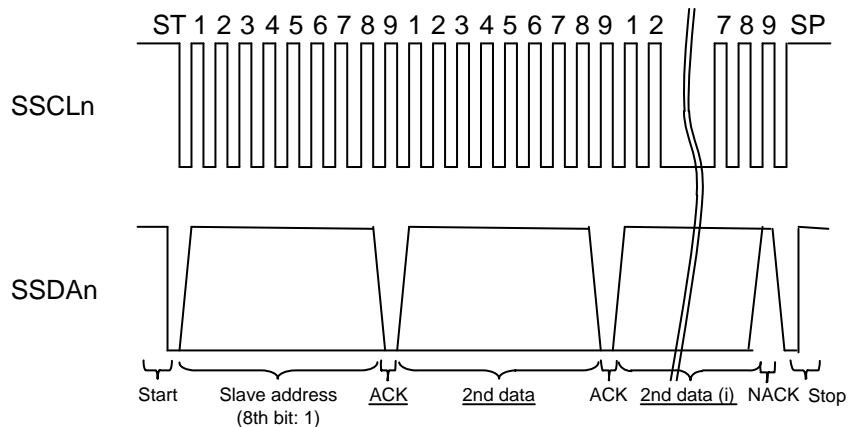 ST 1 2 3 4 5 6 7 8 9 1 2 3 4 5 6 7 8 9 1 2 7 8 9 SP
SSCLn
SSDAn
Start Slave address ACK 2nd data ACK 2nd data (i) NACK Stop
(8th bit: 1)